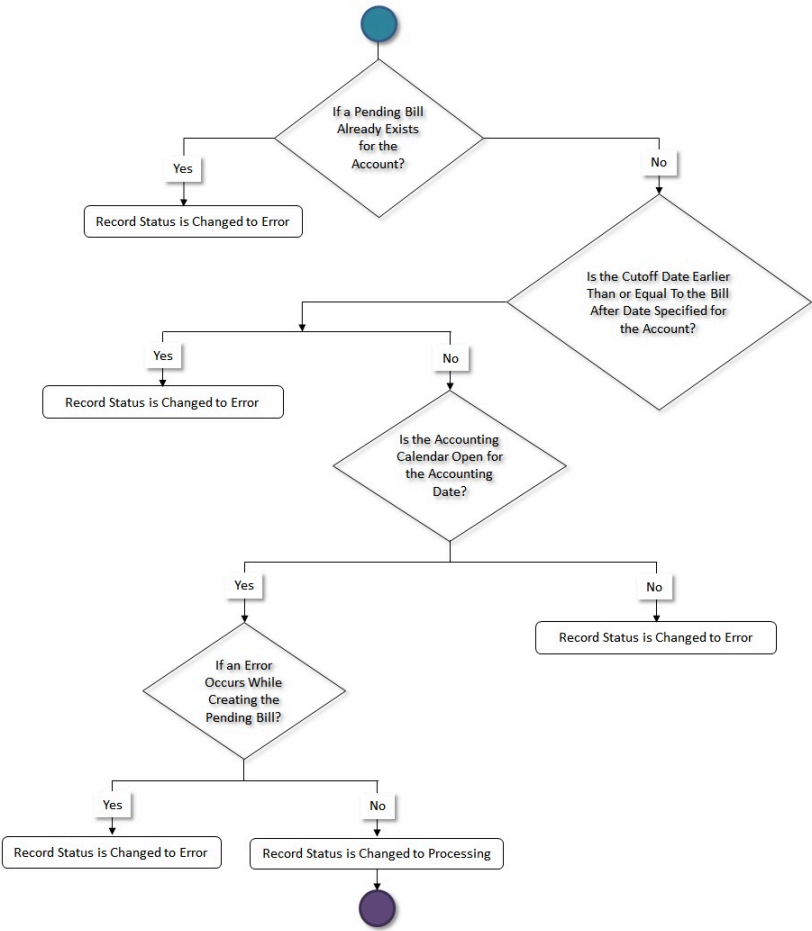 If a Pending Bill
Already Exists
for the
Account?
Yes
No
Record Status is Changed to Error
Is the Cutoff Date Earlier
Than or Equal To the Bill
After Date Specified for
the Account?
Yes
No
Record Status is Changed to Error
Is the Accounting
Calendar Open for
the Accounting
Date?
Yes
No
Record Status is Changed to Error
If an Error
Occurs While
Creating the
Pending Bill?
Yes
No
Record Status is Changed to Error
Record Status is Changed to Processing